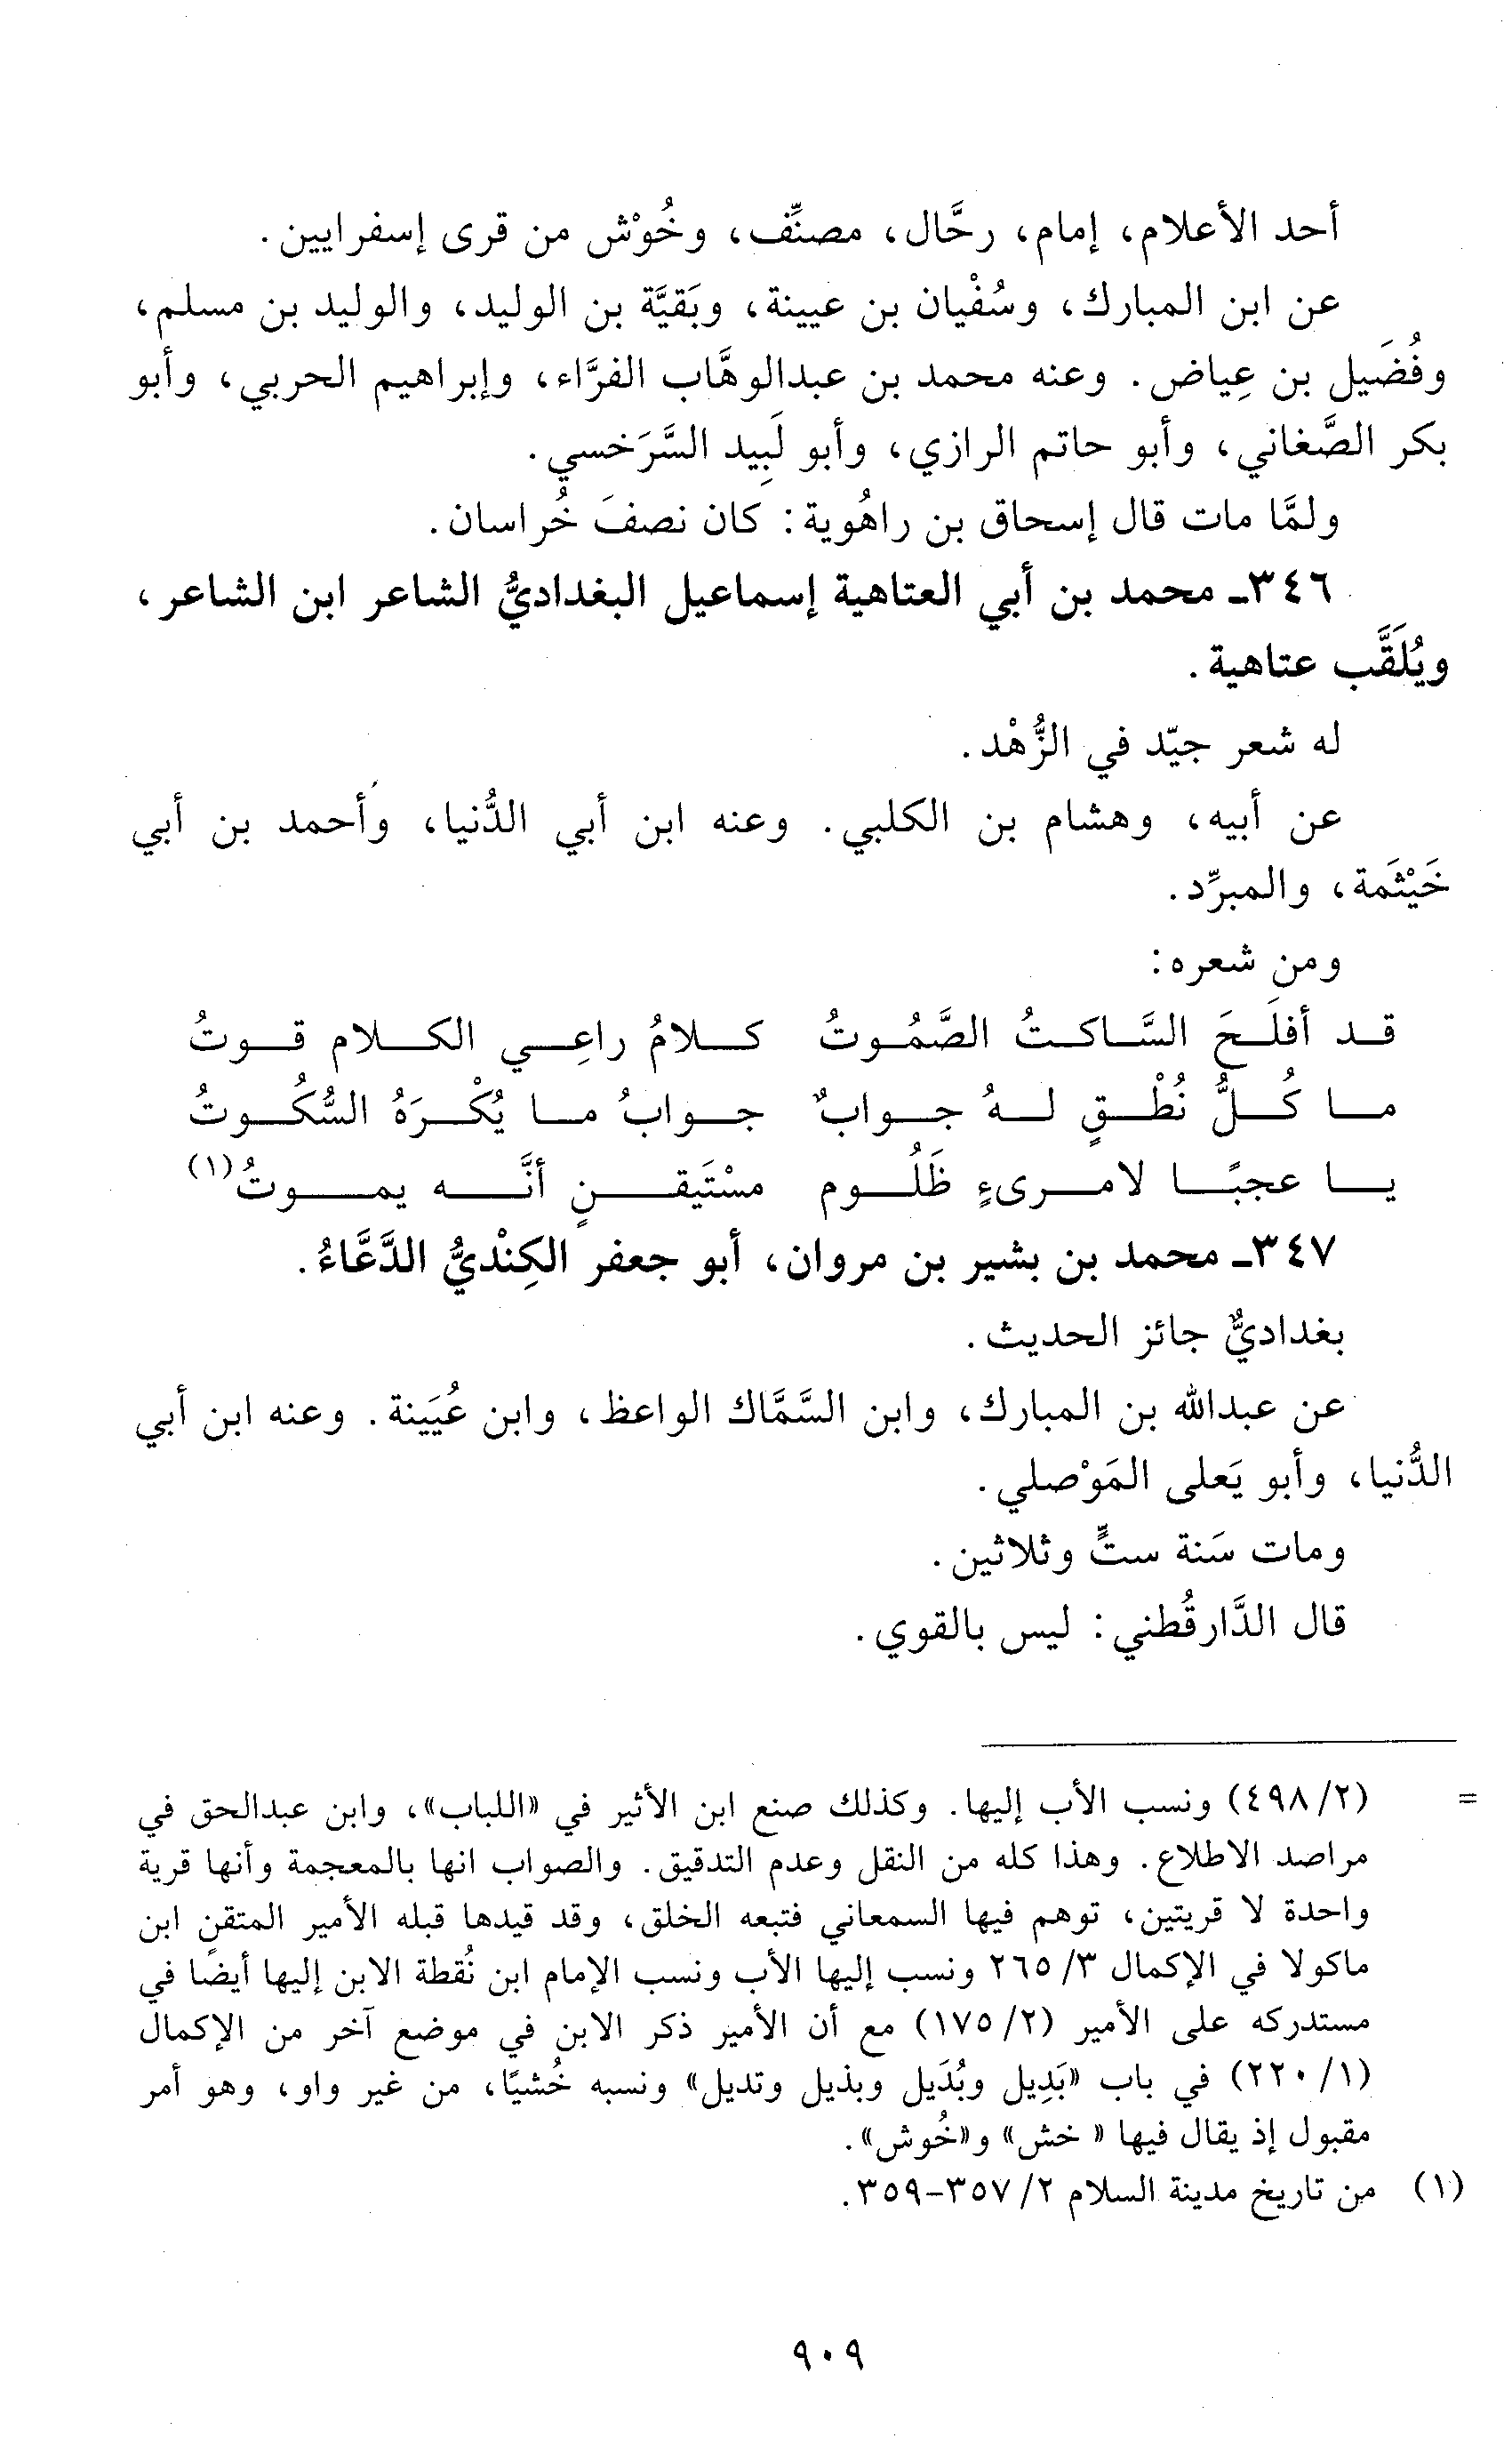 أحد الأعلام، إمام، رحَّال، مصنِّف، وخُوْش من قرى إسفرايين.
عن ابن المبارك، وسُفْيان بن عيينة، وبَقيَّة بن الوليد، والوليد بن مسلم،
وفُضَيل بن عِياض. وعنه محمد بن عبدالوهَّاب الفرَّاء، وإبراهيم الحربي، وأبو
بكر الصَّغاني، وأبو حاتم الرازي، وأبو لَبِيد السَّرَخسي.
ولمَّا مات قال إسحاق بن راهُوية: كان نصفَ خُراسان.
٣٤٦ـ محمد بن أبي العتاهية إسماعيل البغداديُّ الشاعر ابن الشاعر،
ويُلَقَّب عتاهية.
له شعر جيّد في الزُّهْد.
عن أبيه، وهشام بن الكلبي. وعنه ابن أبي الدُّنيا، وأحمد بن أبي
خَيْثَمة، والمبرِّد.
ومن شعره:
قد أفلَحَ السَّاكتُ الصَّمُوتُ كلامُ راعِي الكلام قوتُ
ما كُلُّ نُطْقٍ لهُ جوابٌ جوابُ ما يُكْرَهُ السُّكُوتُ
يا عجبًا لامرىءٍ ظَلُوم مسْتَيقنٍ أنَّه يموتُ(١)
٣٤٧ـ محمد بن بشير بن مروان، أبو جعفر الكِنْديُّ الدَّعَّاءُ.
بغداديٌّ جائز الحديث.
عن عبدالله بن المبارك، وابن السَّمَّاك الواعظ، وابن عُيَينة. وعنه ابن أبي
الدُّنيا، وأبو يَعلى المَوْصلي.
ومات سَنة ستٍّ وثلاثين.
قال الدَّارقُطني: ليس بالقوي.
= (٢/ ٤٩٨) ونسب الأب إليها. وكذلك صنع ابن الأثير في «اللباب»، وابن عبدالحق في
مراصد الاطلاع. وهذا كله من النقل وعدم التدقيق. والصواب انها بالمعجمة وأنها قرية
واحدة لا قريتين، توهم فيها السمعاني فتبعه الخلق، وقد قيدها قبله الأمير المتقن ابن
ماكولا في الإكمال ٣/ ٢٦٥ ونسب إليها الأب ونسب الإمام ابن نُقطة الابن إليها أيضًا في
مستدركه على الأمير (٢/ ١٧٥) مع أن الأمير ذكر الابن في موضع آخر من الإكمال
(١/ ٢٢٠) في باب «بَدِيل وبُدَيل وبذيل وتديل» ونسبه خُشيًا، من غير واو، وهو أمر
مقبول إذ يقال فيها « خش» و«خُوش».
(١) من تاريخ مدينة السلام ٢/ ٣٥٧-٣٥٩.
٩٠٩